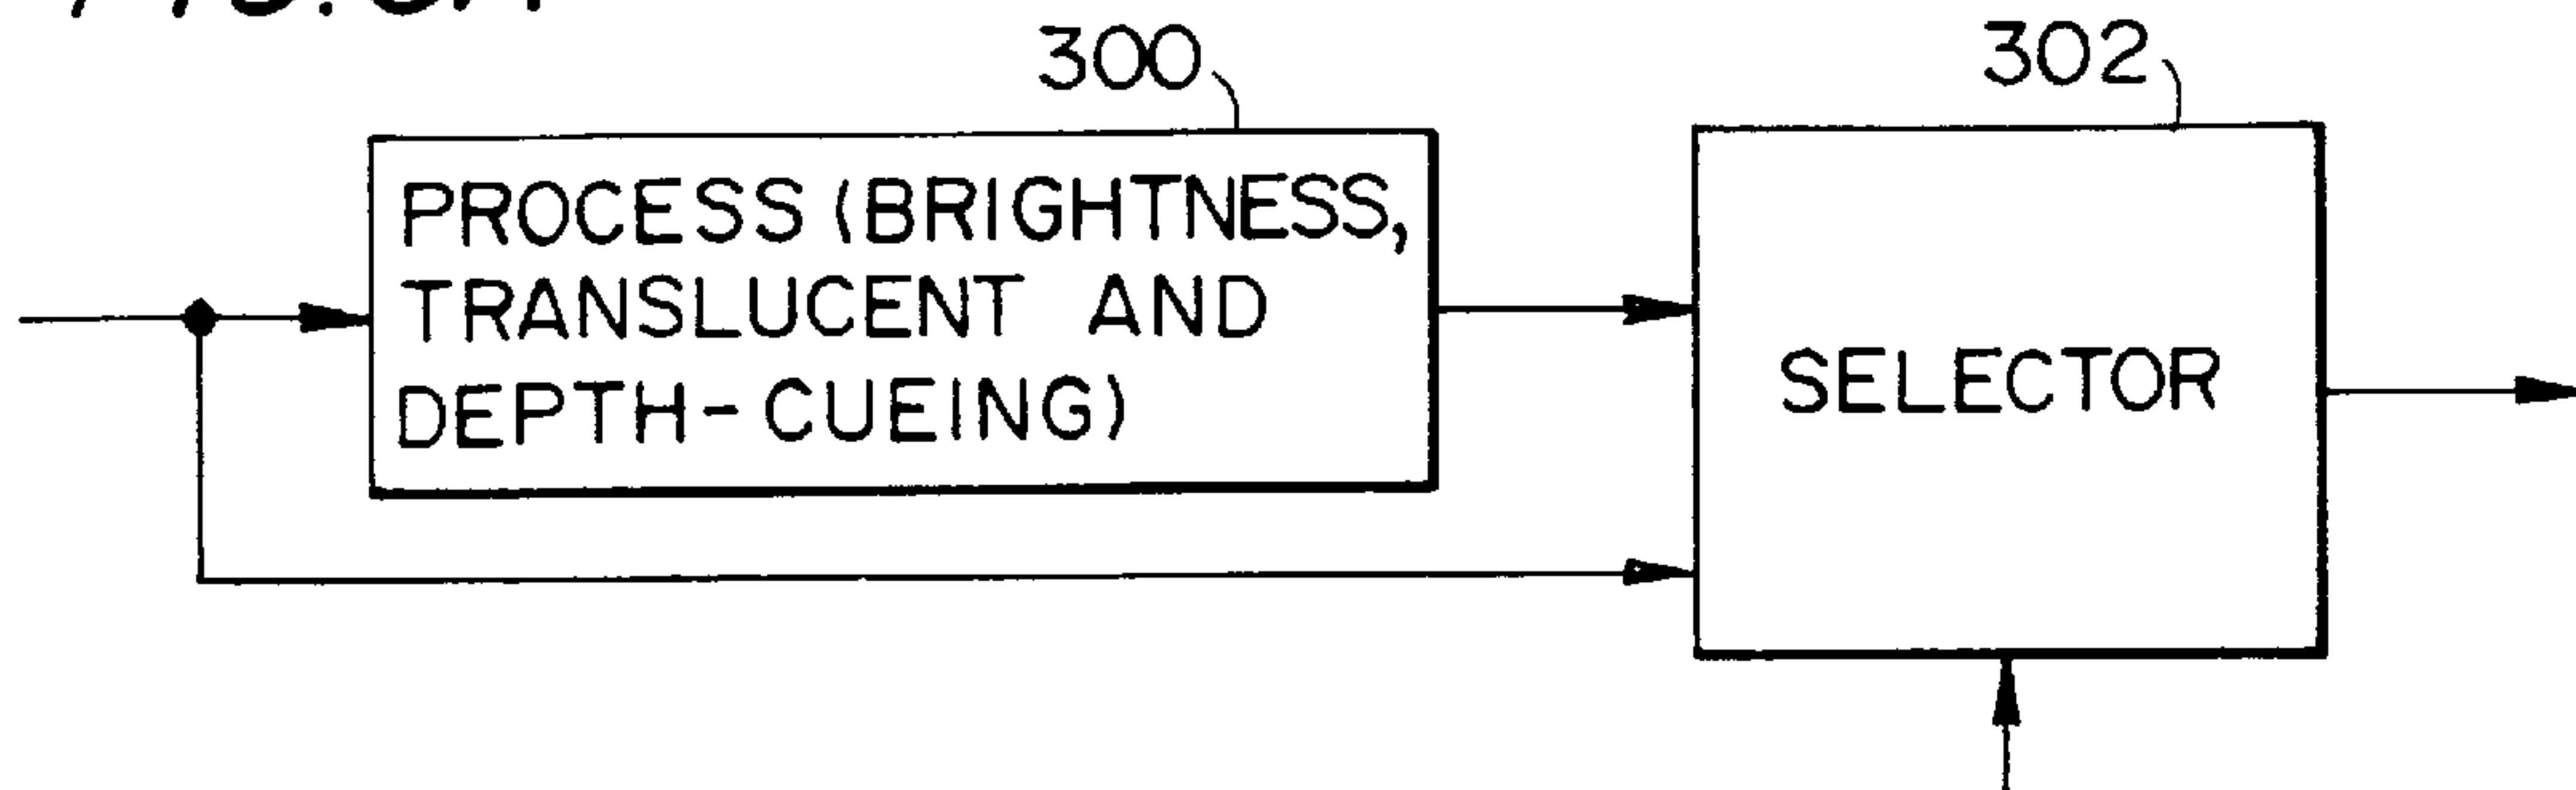 300
302
PROCESS (BRIGHTNESS,
TRANSLUCENT AND
DEPTH-CUEING)
SELECTOR